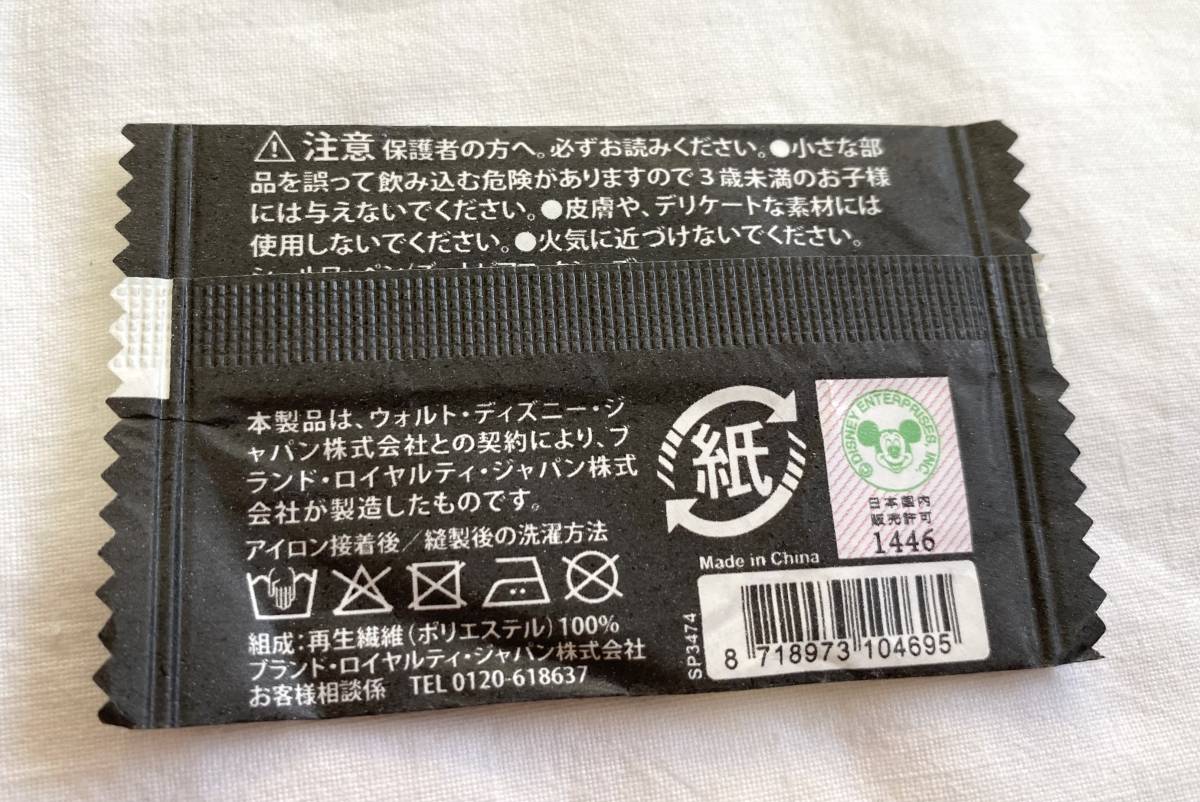 注意 保護者の方へ。必ずお読みください。●小さな部
品を誤って飲み込む危険がありますので3歳未満のお子様
には与えないでください。●皮膚や、デリケートな素材には
使用しないでください。●火気に近づけないでください。
本製品は、ウォルト・ディズニー・ジ
ャパン株式会社との契約により、ブ
ランド・ロイヤルティ・ジャパン株式
会社が製造したものです。
アイロン接着後/縫製後の洗濯方法
組成:再生繊維(ポリエステル)100%
ブランド・ロイヤルティ・ジャパン株式会社
お客様相談係 TEL 0120-618637
紙
©DISNEY ENTERPRISES, INC.
日本国内
販売許可
1446
Made in China
SP3474
8 718973 104695